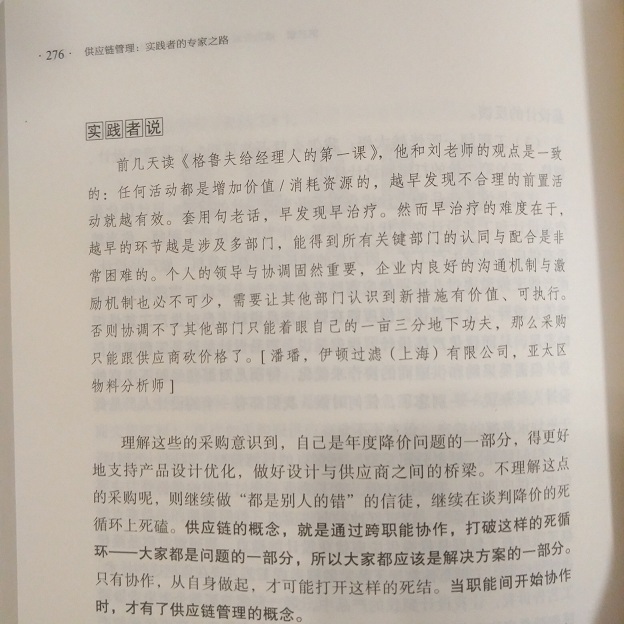 ·276· 供应链管理：实践者的专家之路
实践者说
前几天读《格鲁夫给经理人的第一课》，他和刘老师的观点是一致
的：任何活动都是增加价值/消耗资源的，越早发现不合理的前置活
动就越有效。套用句老话，早发现早治疗。然而早治疗的难度在于，
越早的环节越是涉及多部门，能得到所有关键部门的认同与配合是非
常困难的。个人的领导与协调固然重要，企业内良好的沟通机制与激
励机制也必不可少，需要让其他部门认识到新措施有价值、可执行。
否则协调不了其他部门只能着眼自己的一亩三分地下功夫，那么采购
只能跟供应商砍价格了。[潘璠，伊顿过滤（上海）有限公司，亚太区
物料分析师]
理解这些的采购意识到，自己是年度降价问题的一部分，得更好
地支持产品设计优化，做好设计与供应商之间的桥梁。不理解这点
的采购呢，则继续做“都是别人的错”的信徒，继续在谈判降价的死
循环上死磕。供应链的概念，就是通过跨职能协作，打破这样的死循
环——大家都是问题的一部分，所以大家都应该是解决方案的一部分。
只有协作，从自身做起，才可能打开这样的死结。当职能间开始协作
时，才有了供应链管理的概念。